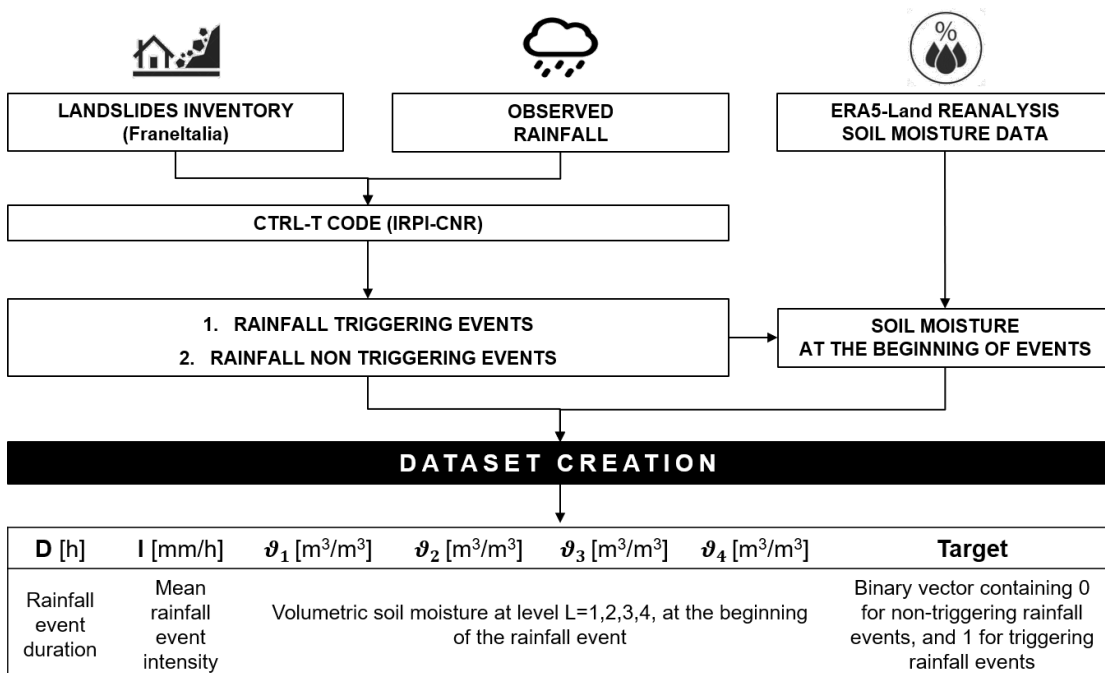 %
LANDSLIDES INVENTORY
(FraneItalia)
OBSERVED
RAINFALL
ERA5-Land REANALYSIS
SOIL MOISTURE DATA
CTRL-T CODE (IRPI-CNR)
1. RAINFALL TRIGGERING EVENTS
2. RAINFALL NON TRIGGERING EVENTS
SOIL MOISTURE
AT THE BEGINNING OF EVENTS
DATASET CREATION
D [h] I [mm/h] ϑ₁ [m³/m³] ϑ₂ [m³/m³] ϑ₃ [m³/m³] ϑ₄ [m³/m³] Target
Rainfall
event
duration
Mean
rainfall
event
intensity
Volumetric soil moisture at level L=1,2,3,4, at the beginning
of the rainfall event
Binary vector containing 0
for non-triggering rainfall
events, and 1 for triggering
rainfall events